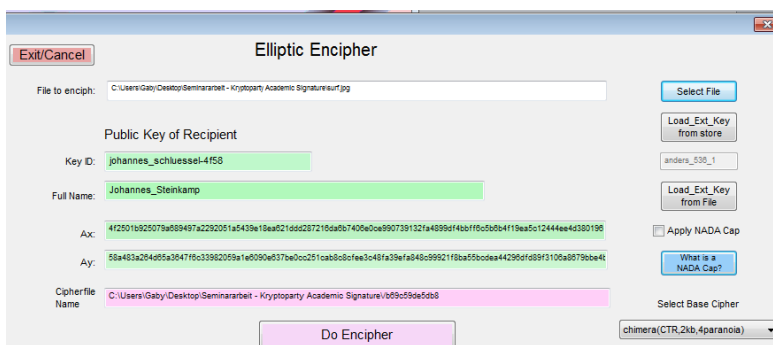 Elliptic Encipher
Exit/Cancel
File to enciph: C:\Users\Gaby\Desktop\Seminararbeit - Kryptoparty Academic Signature\surf.jpg
Select File
Public Key of Recipient
Load_Ext_Key
from store
Key ID: johannes_schluessel-4f58
anders_536_1
Full Name: Johannes_Steinkamp
Load_Ext_Key
from File
Ax:
Apply NADA Cap
Ay:
What is a
NADA Cap?
Cipherfile
Name
C:\Users\Gaby\Desktop\Seminararbeit - Kryptoparty Academic Signature\/b69c59de5db8
Select Base Cipher
Do Encipher
chimera(CTR,2kb,4paranoia)